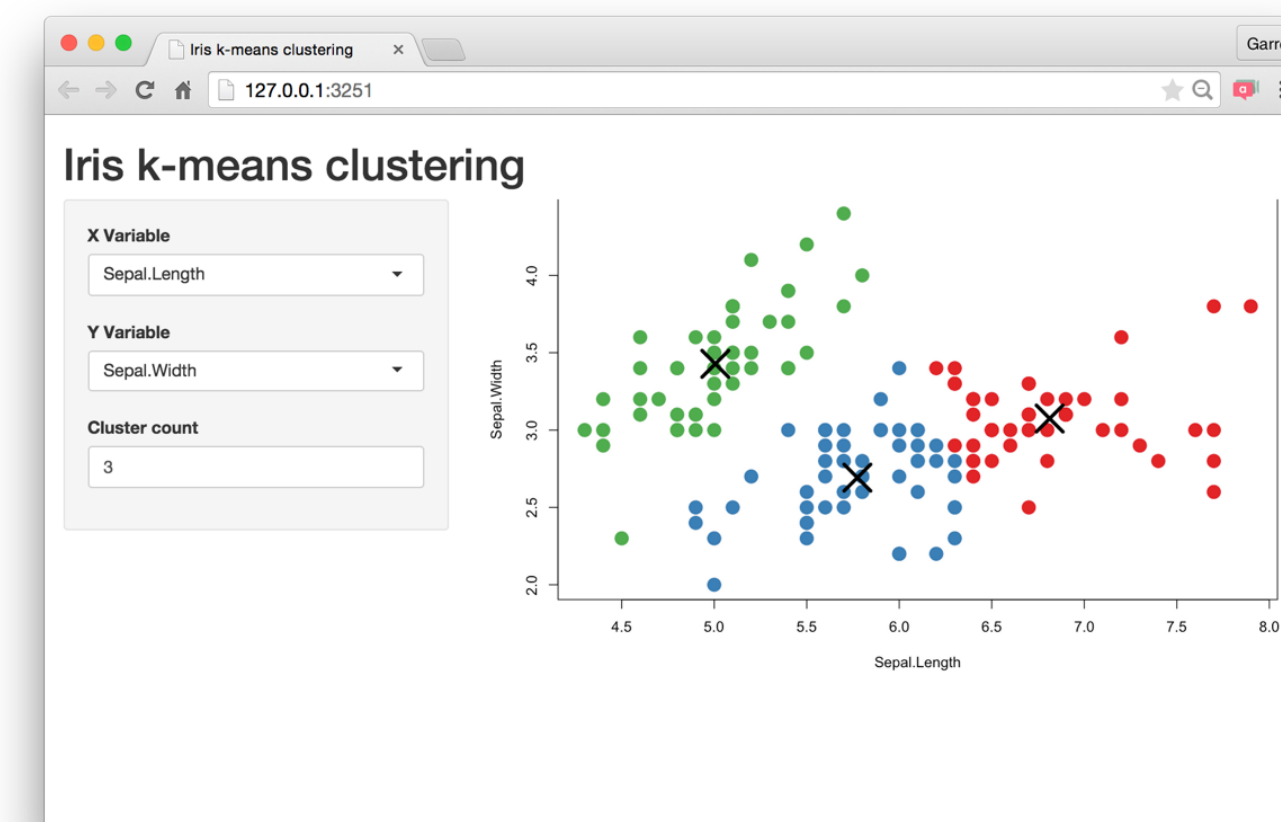 Iris k-means clustering
Garr
127.0.0.1:3251
a
Iris k-means clustering
X Variable
Sepal.Length
Y Variable
Sepal.Width
Cluster count
3
Sepal.Width
4.0
3.5
3.0
2.5
2.0
4.5 5.0 5.5 6.0 6.5 7.0 7.5 8.0
Sepal.Length